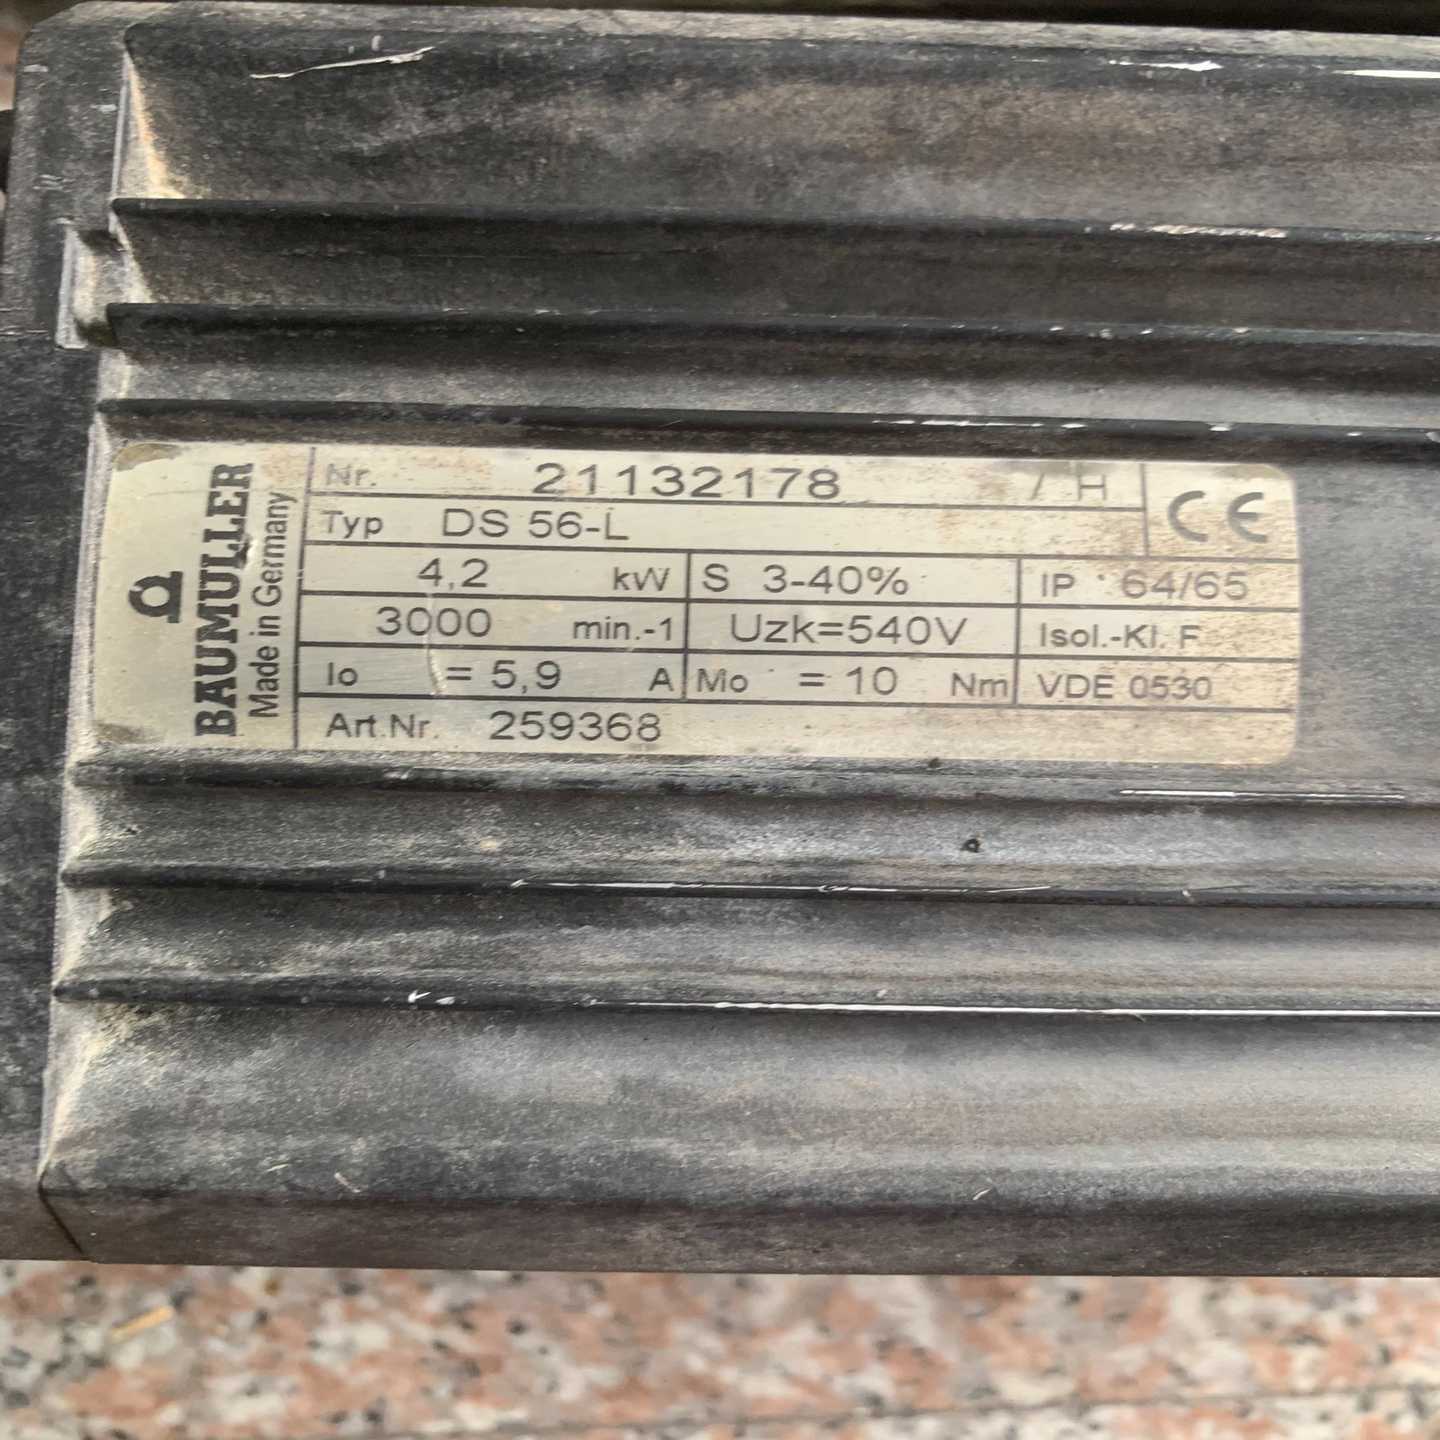 BAUMULLER
Made in Germany
Nr. 21132178 / H
CE
Typ DS 56-L
4,2 kW S 3-40% IP 64/65
3000 min.-1 Uzk=540V Isol.-Kl. F
Io = 5,9 A Mo = 10 Nm VDE 0530
Art.Nr. 259368